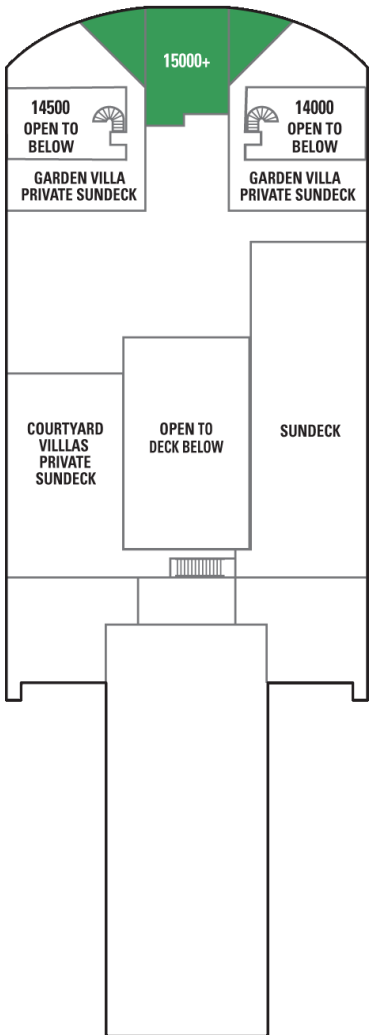 15000+
14500
OPEN TO
BELOW
14000
OPEN TO
BELOW
GARDEN VILLA
PRIVATE SUNDECK
GARDEN VILLA
PRIVATE SUNDECK
COURTYARD
VILLLAS
PRIVATE
SUNDECK
OPEN TO
DECK BELOW
SUNDECK